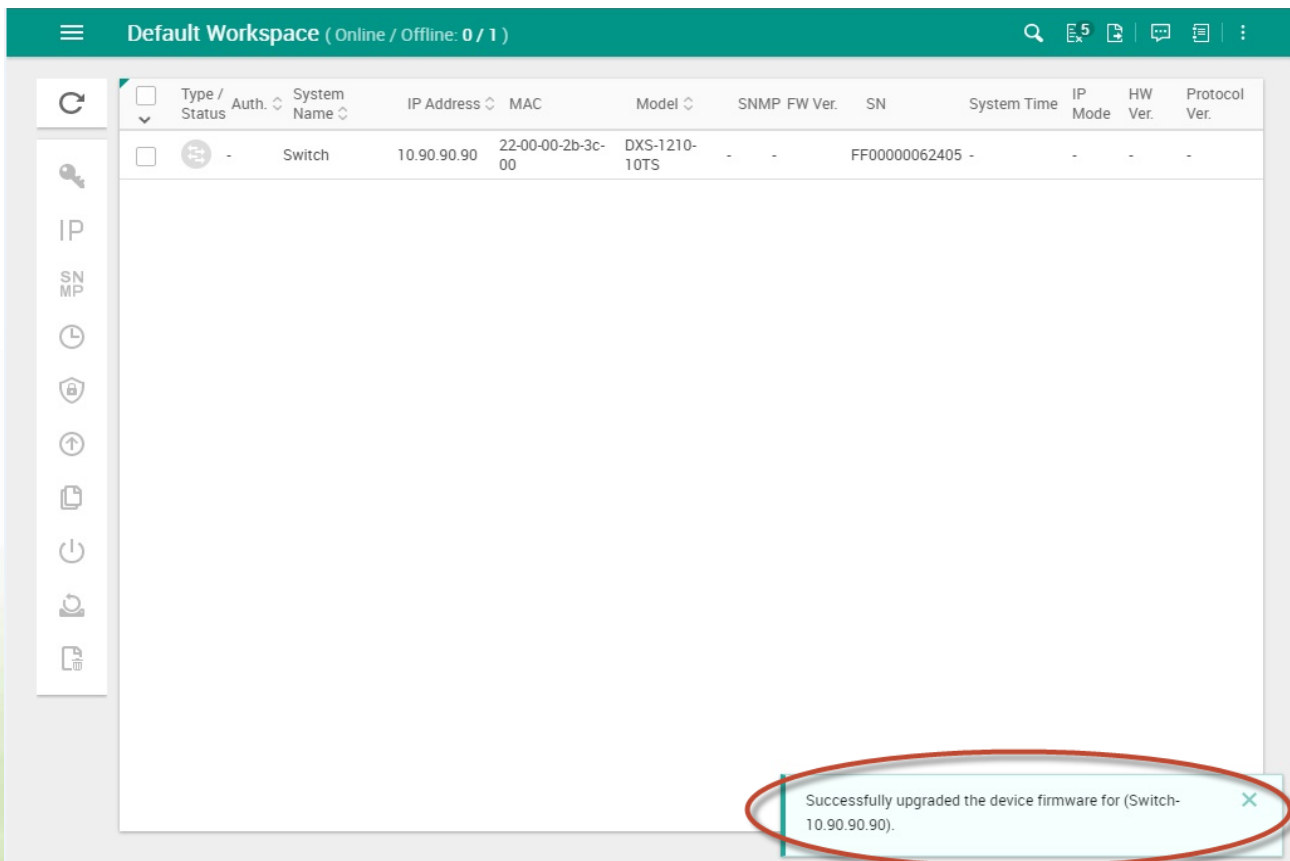 Default Workspace ( Online / Offline: 0 / 1 )
5
Type / Status Auth. System Name IP Address MAC Model SNMP FW Ver. SN System Time IP Mode HW Ver. Protocol Ver.
- Switch 10.90.90.90 22-00-00-2b-3c-00 DXS-1210-10TS - - FF00000062405 - - - -
IP
SN
MP
Successfully upgraded the device firmware for (Switch-
10.90.90.90).